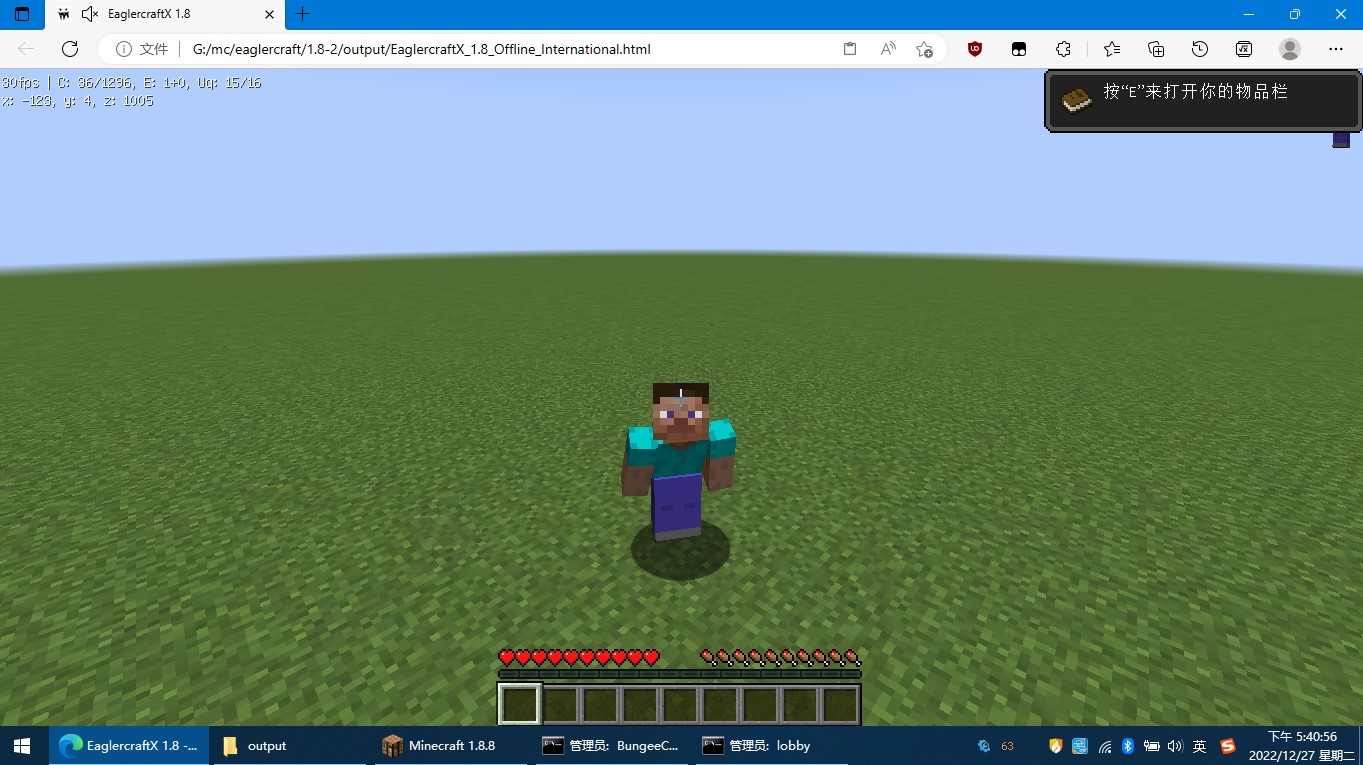 EaglercraftX 1.8
文件
G:/mc/eaglercraft/1.8-2/output/EaglercraftX_1.8_Offline_International.html
30fps | C: 36/1296, E: 1+0, Uq: 15/16
x: -123, y: 4, z: 1005
按“E”来打开你的物品栏
EaglercraftX 1.8 -...
output
Minecraft 1.8.8
管理员: BungeeC...
管理员: lobby
63
英
下午 5:40:56
2022/12/27 星期二